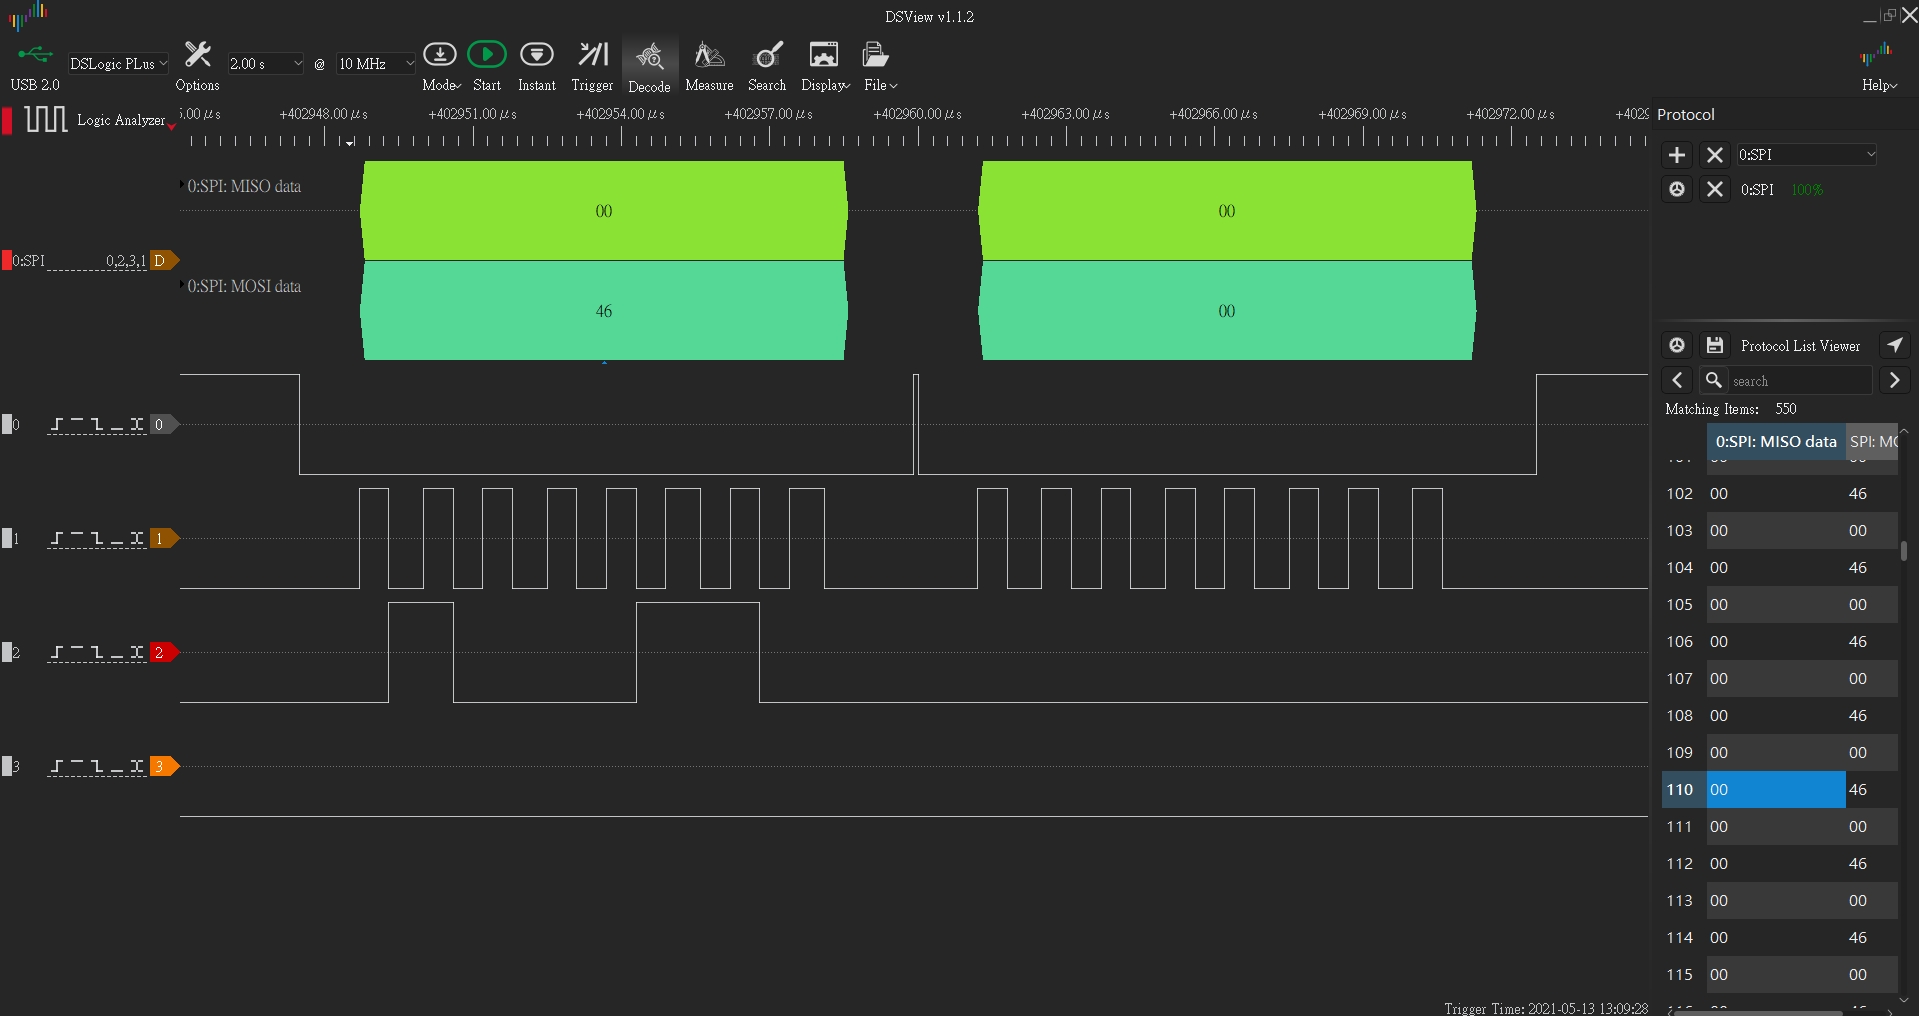 DSView v1.1.2
USB 2.0
DSLogic PLus
Options
2.00 s
@
10 MHz
Mode
Start
Instant
Trigger
Decode
Measure
Search
Display
File
Help
Logic Analyzer
5.00 μs
+402948.00 μs
+402951.00 μs
+402954.00 μs
+402957.00 μs
+402960.00 μs
+402963.00 μs
+402966.00 μs
+402969.00 μs
+402972.00 μs
+4029
0:SPI: MISO data
00
00
0:SPI
0,2,3,1
D
0:SPI: MOSI data
46
00
0
0
1
1
2
2
3
3
Trigger Time: 2021-05-13 13:09:28
Protocol
0:SPI
0:SPI 100%
Protocol List Viewer
search
Matching Items: 550
0:SPI: MISO data SPI: MO
102 00 46
103 00 00
104 00 46
105 00 00
106 00 46
107 00 00
108 00 46
109 00 00
110 00 46
111 00 00
112 00 46
113 00 00
114 00 46
115 00 00